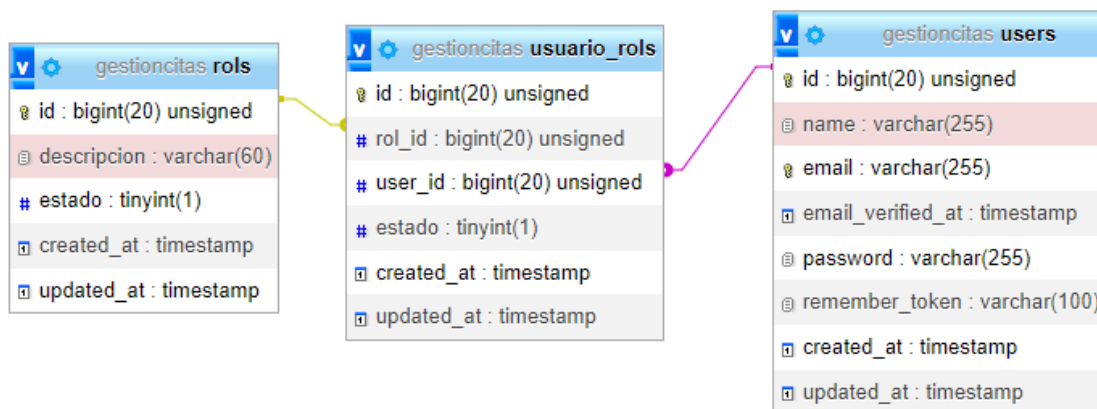 v gestioncitas rols
id : bigint(20) unsigned
descripcion : varchar(60)
# estado : tinyint(1)
created_at : timestamp
updated_at : timestamp
v gestioncitas usuario_rols
id : bigint(20) unsigned
# rol_id : bigint(20) unsigned
# user_id : bigint(20) unsigned
# estado : tinyint(1)
created_at : timestamp
updated_at : timestamp
v gestioncitas users
id : bigint(20) unsigned
name : varchar(255)
email : varchar(255)
email_verified_at : timestamp
password : varchar(255)
remember_token : varchar(100)
created_at : timestamp
updated_at : timestamp